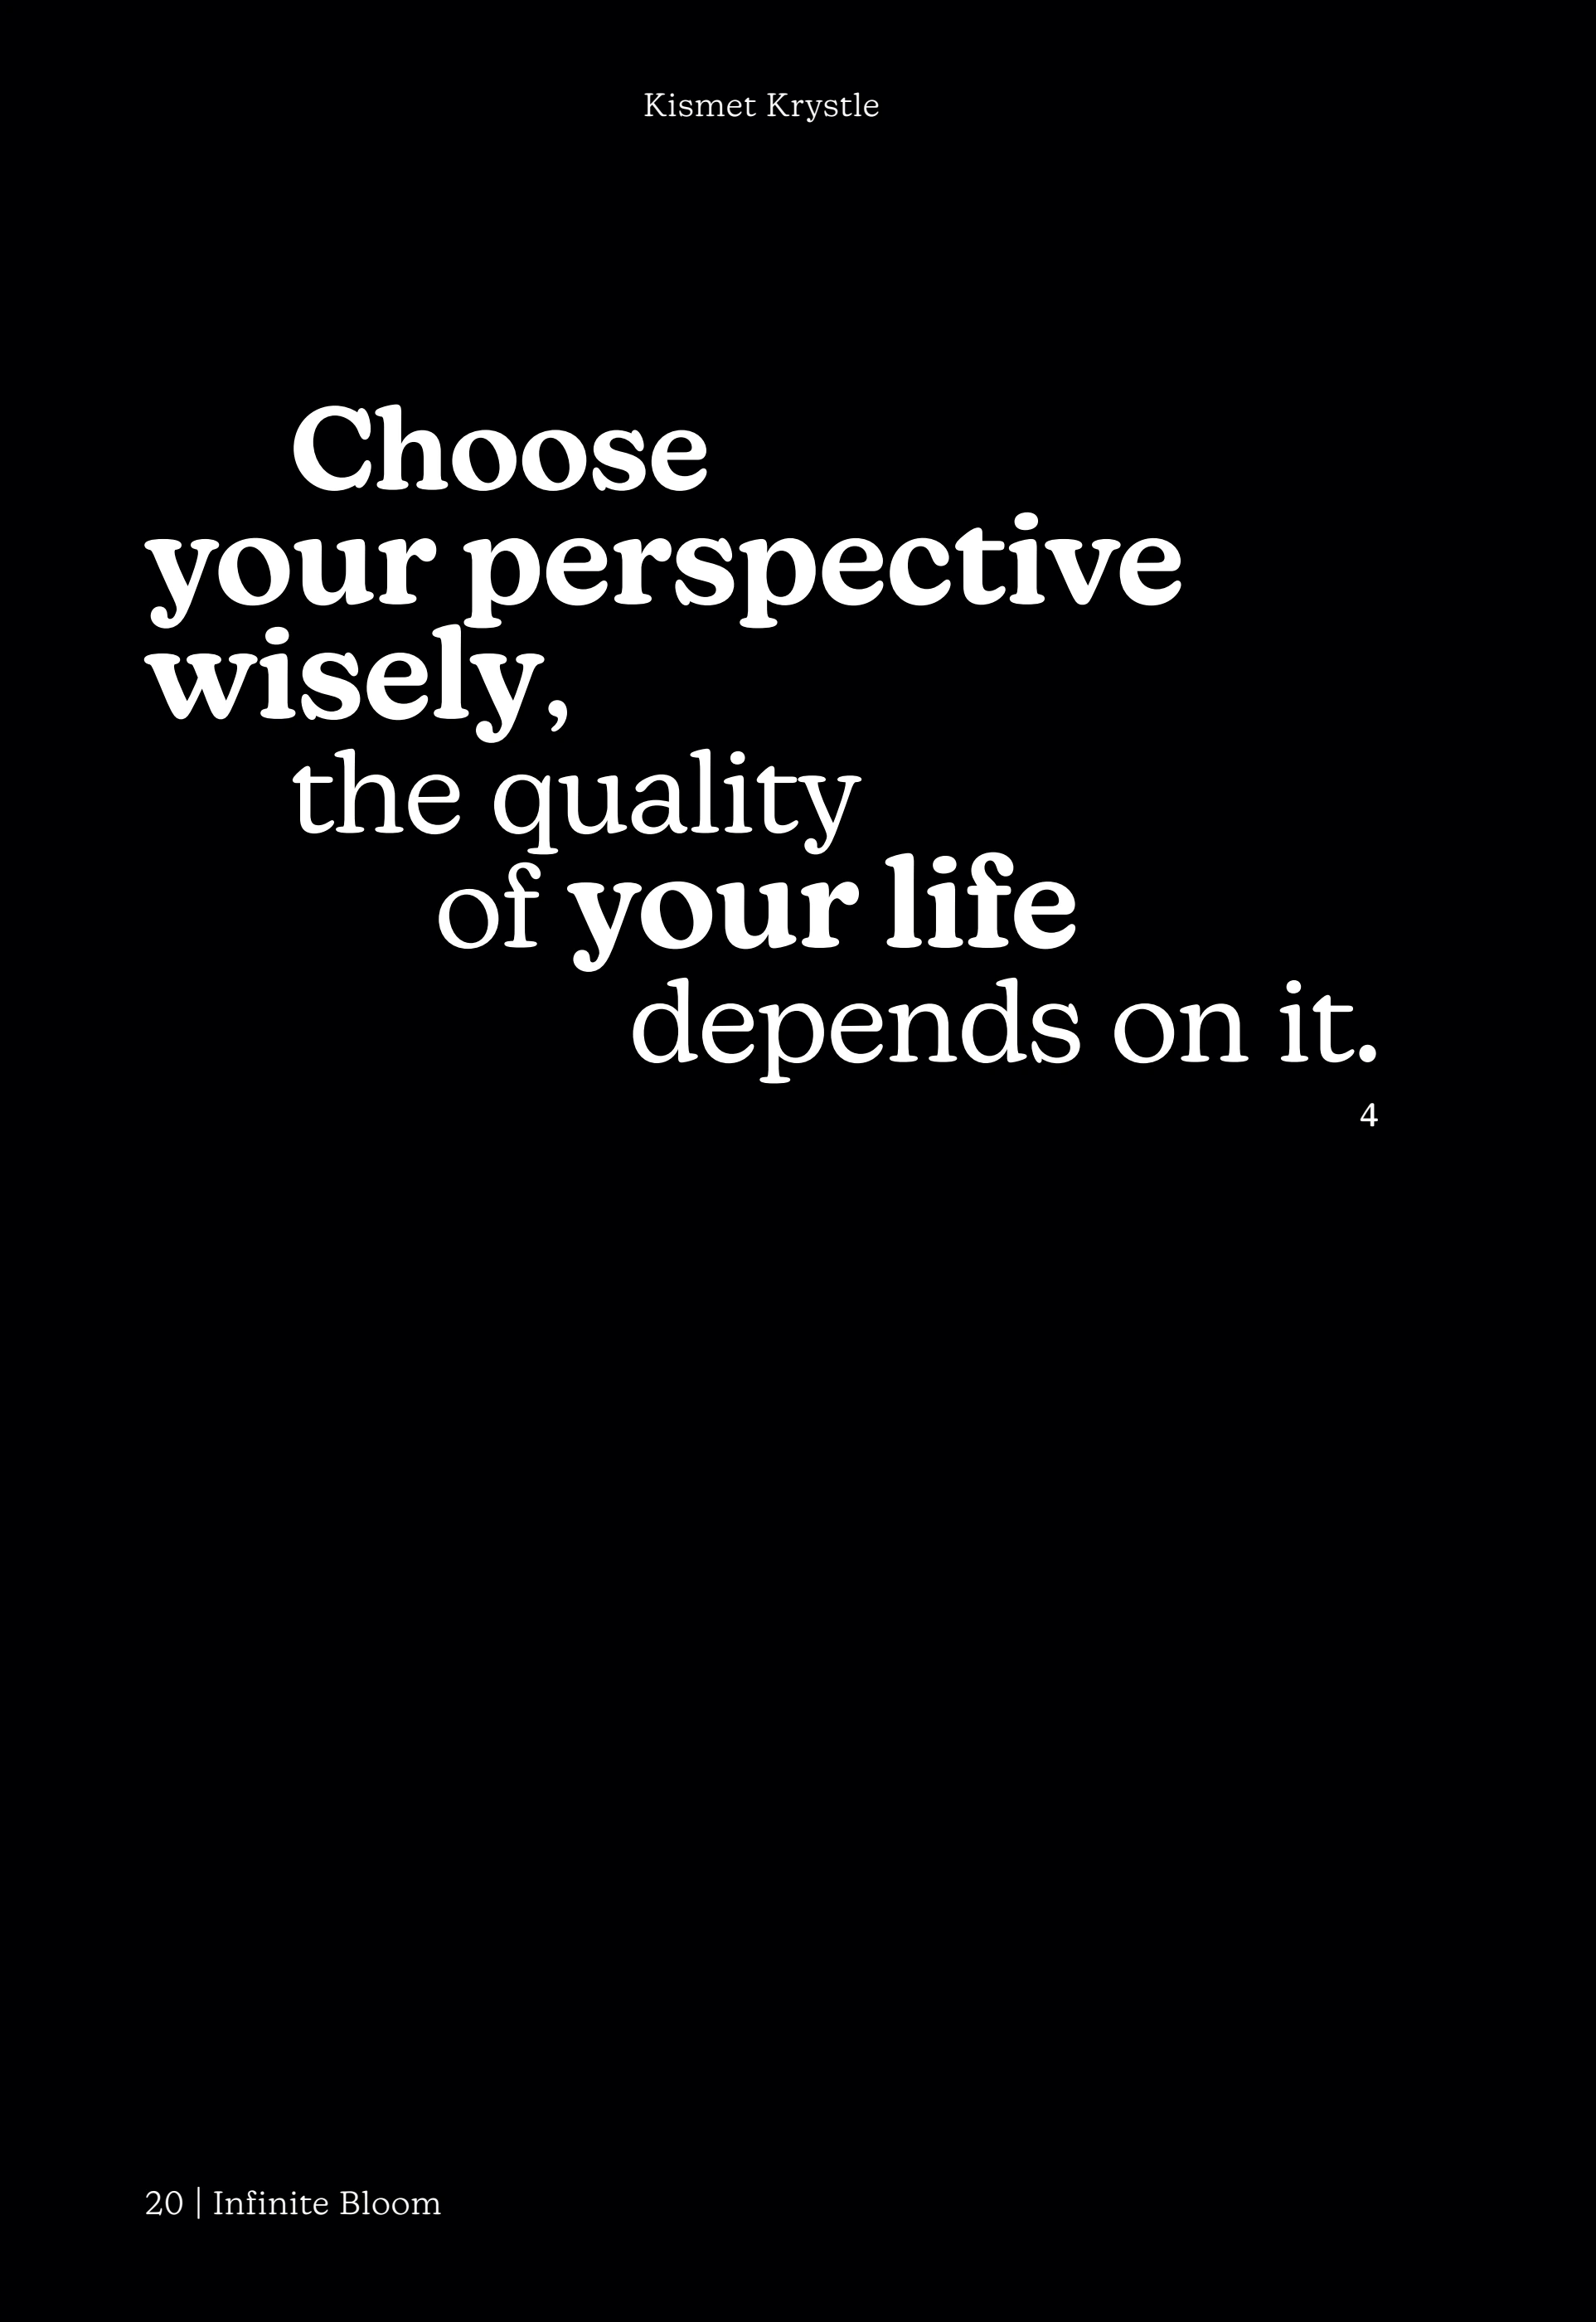 Kismet Krystle
Choose
your perspective
wisely,
the quality
of your life
depends on it.
4
20 | Infinite Bloom